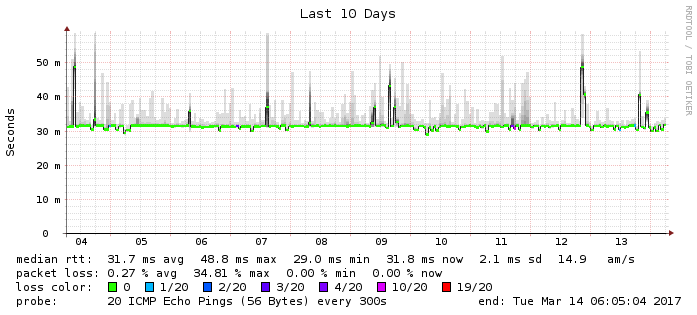 Last 10 Days
RRDTOOL / TOBI OETIKER
Seconds
50 m
40 m
30 m
20 m
10 m
0
04 05 06 07 08 09 10 11 12 13
median rtt: 31.7 ms avg 48.8 ms max 29.0 ms min 31.8 ms now 2.1 ms sd 14.9 am/s
packet loss: 0.27 % avg 34.81 % max 0.00 % min 0.00 % now
loss color: 0 1/20 2/20 3/20 4/20 10/20 19/20
probe: 20 ICMP Echo Pings (56 Bytes) every 300s end: Tue Mar 14 06:05:04 2017